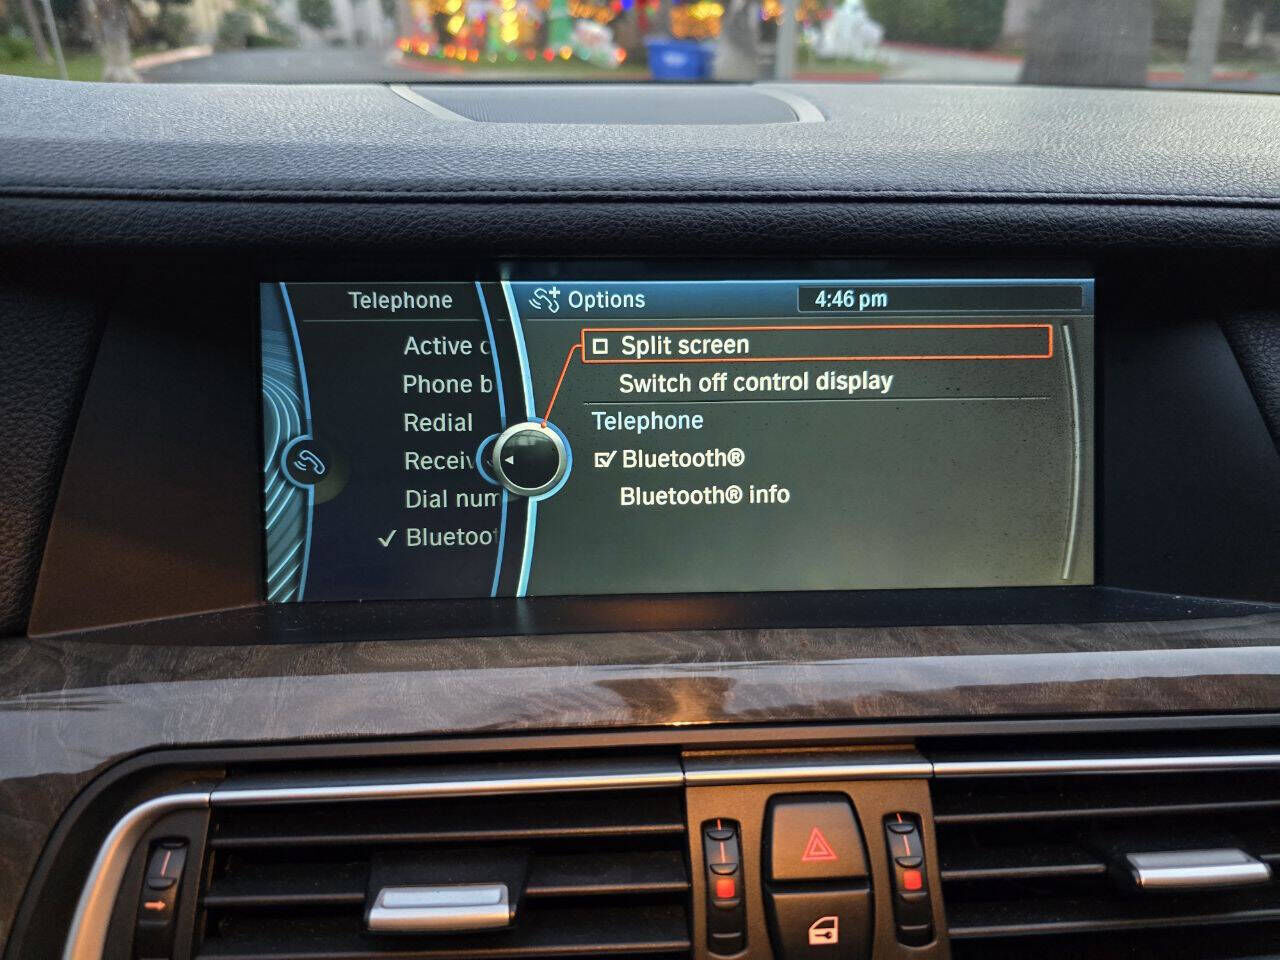 Telephone
Active c
Phone b
Redial
Receiv
Dial num
Bluetoot
Options
4:46 pm
Split screen
Switch off control display
Telephone
Bluetooth®
Bluetooth® info